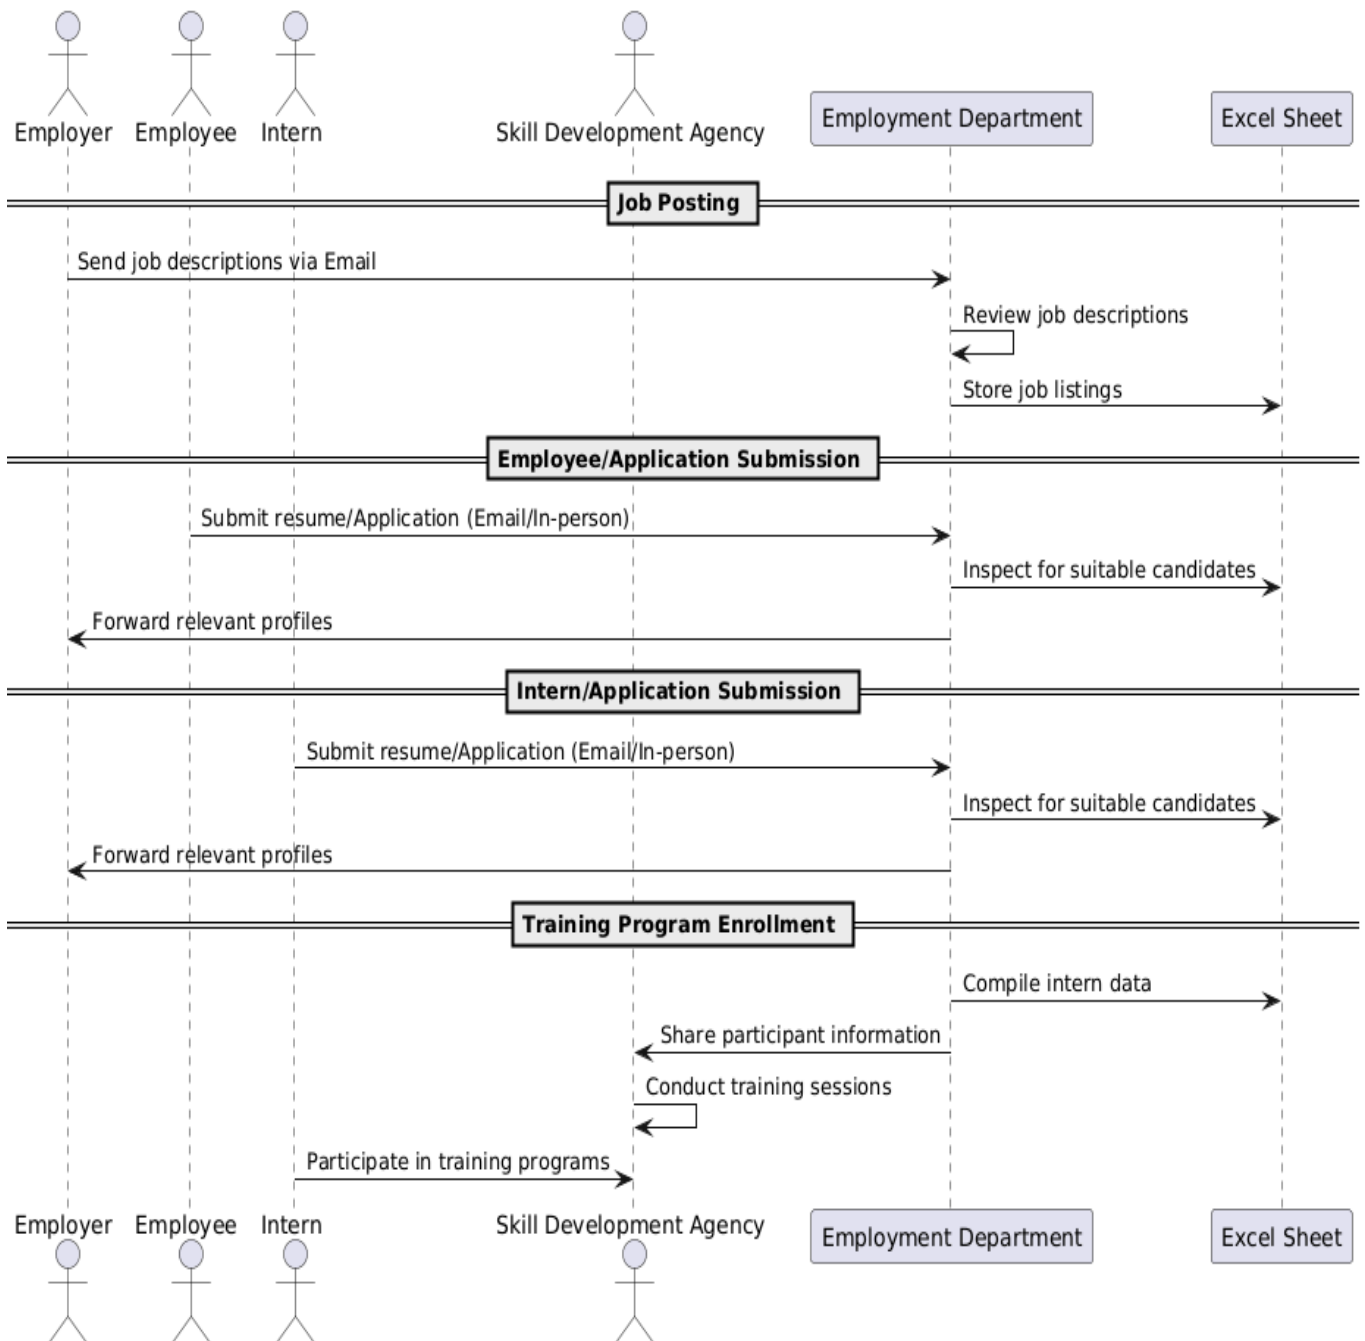 Employer
Employee
Intern
Skill Development Agency
Employment Department
Excel Sheet
Job Posting
Send job descriptions via Email
Review job descriptions
Store job listings
Employee/Application Submission
Submit resume/Application (Email/In-person)
Inspect for suitable candidates
Forward relevant profiles
Intern/Application Submission
Submit resume/Application (Email/In-person)
Inspect for suitable candidates
Forward relevant profiles
Training Program Enrollment
Compile intern data
Share participant information
Conduct training sessions
Participate in training programs
Employer
Employee
Intern
Skill Development Agency
Employment Department
Excel Sheet